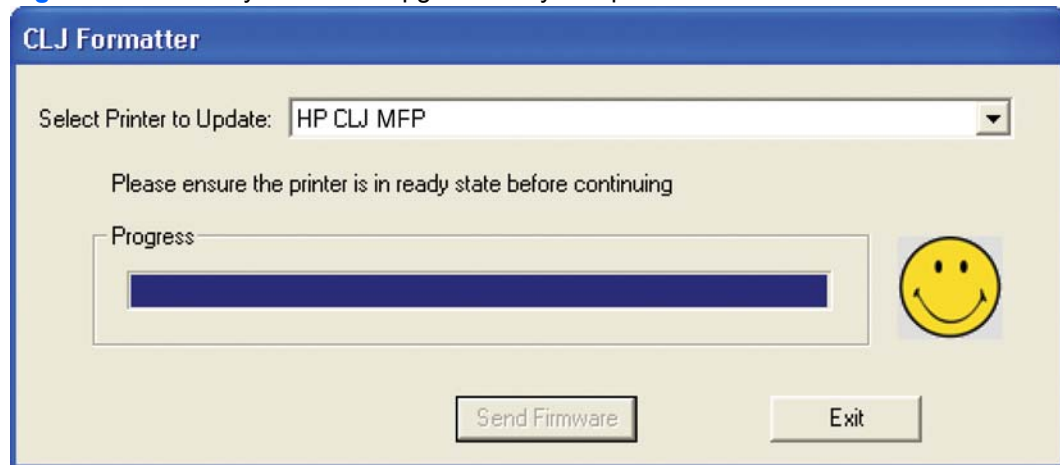 CLJ Formatter
Select Printer to Update: HP CLJ MFP
Please ensure the printer is in ready state before continuing
Progress
Send Firmware Exit